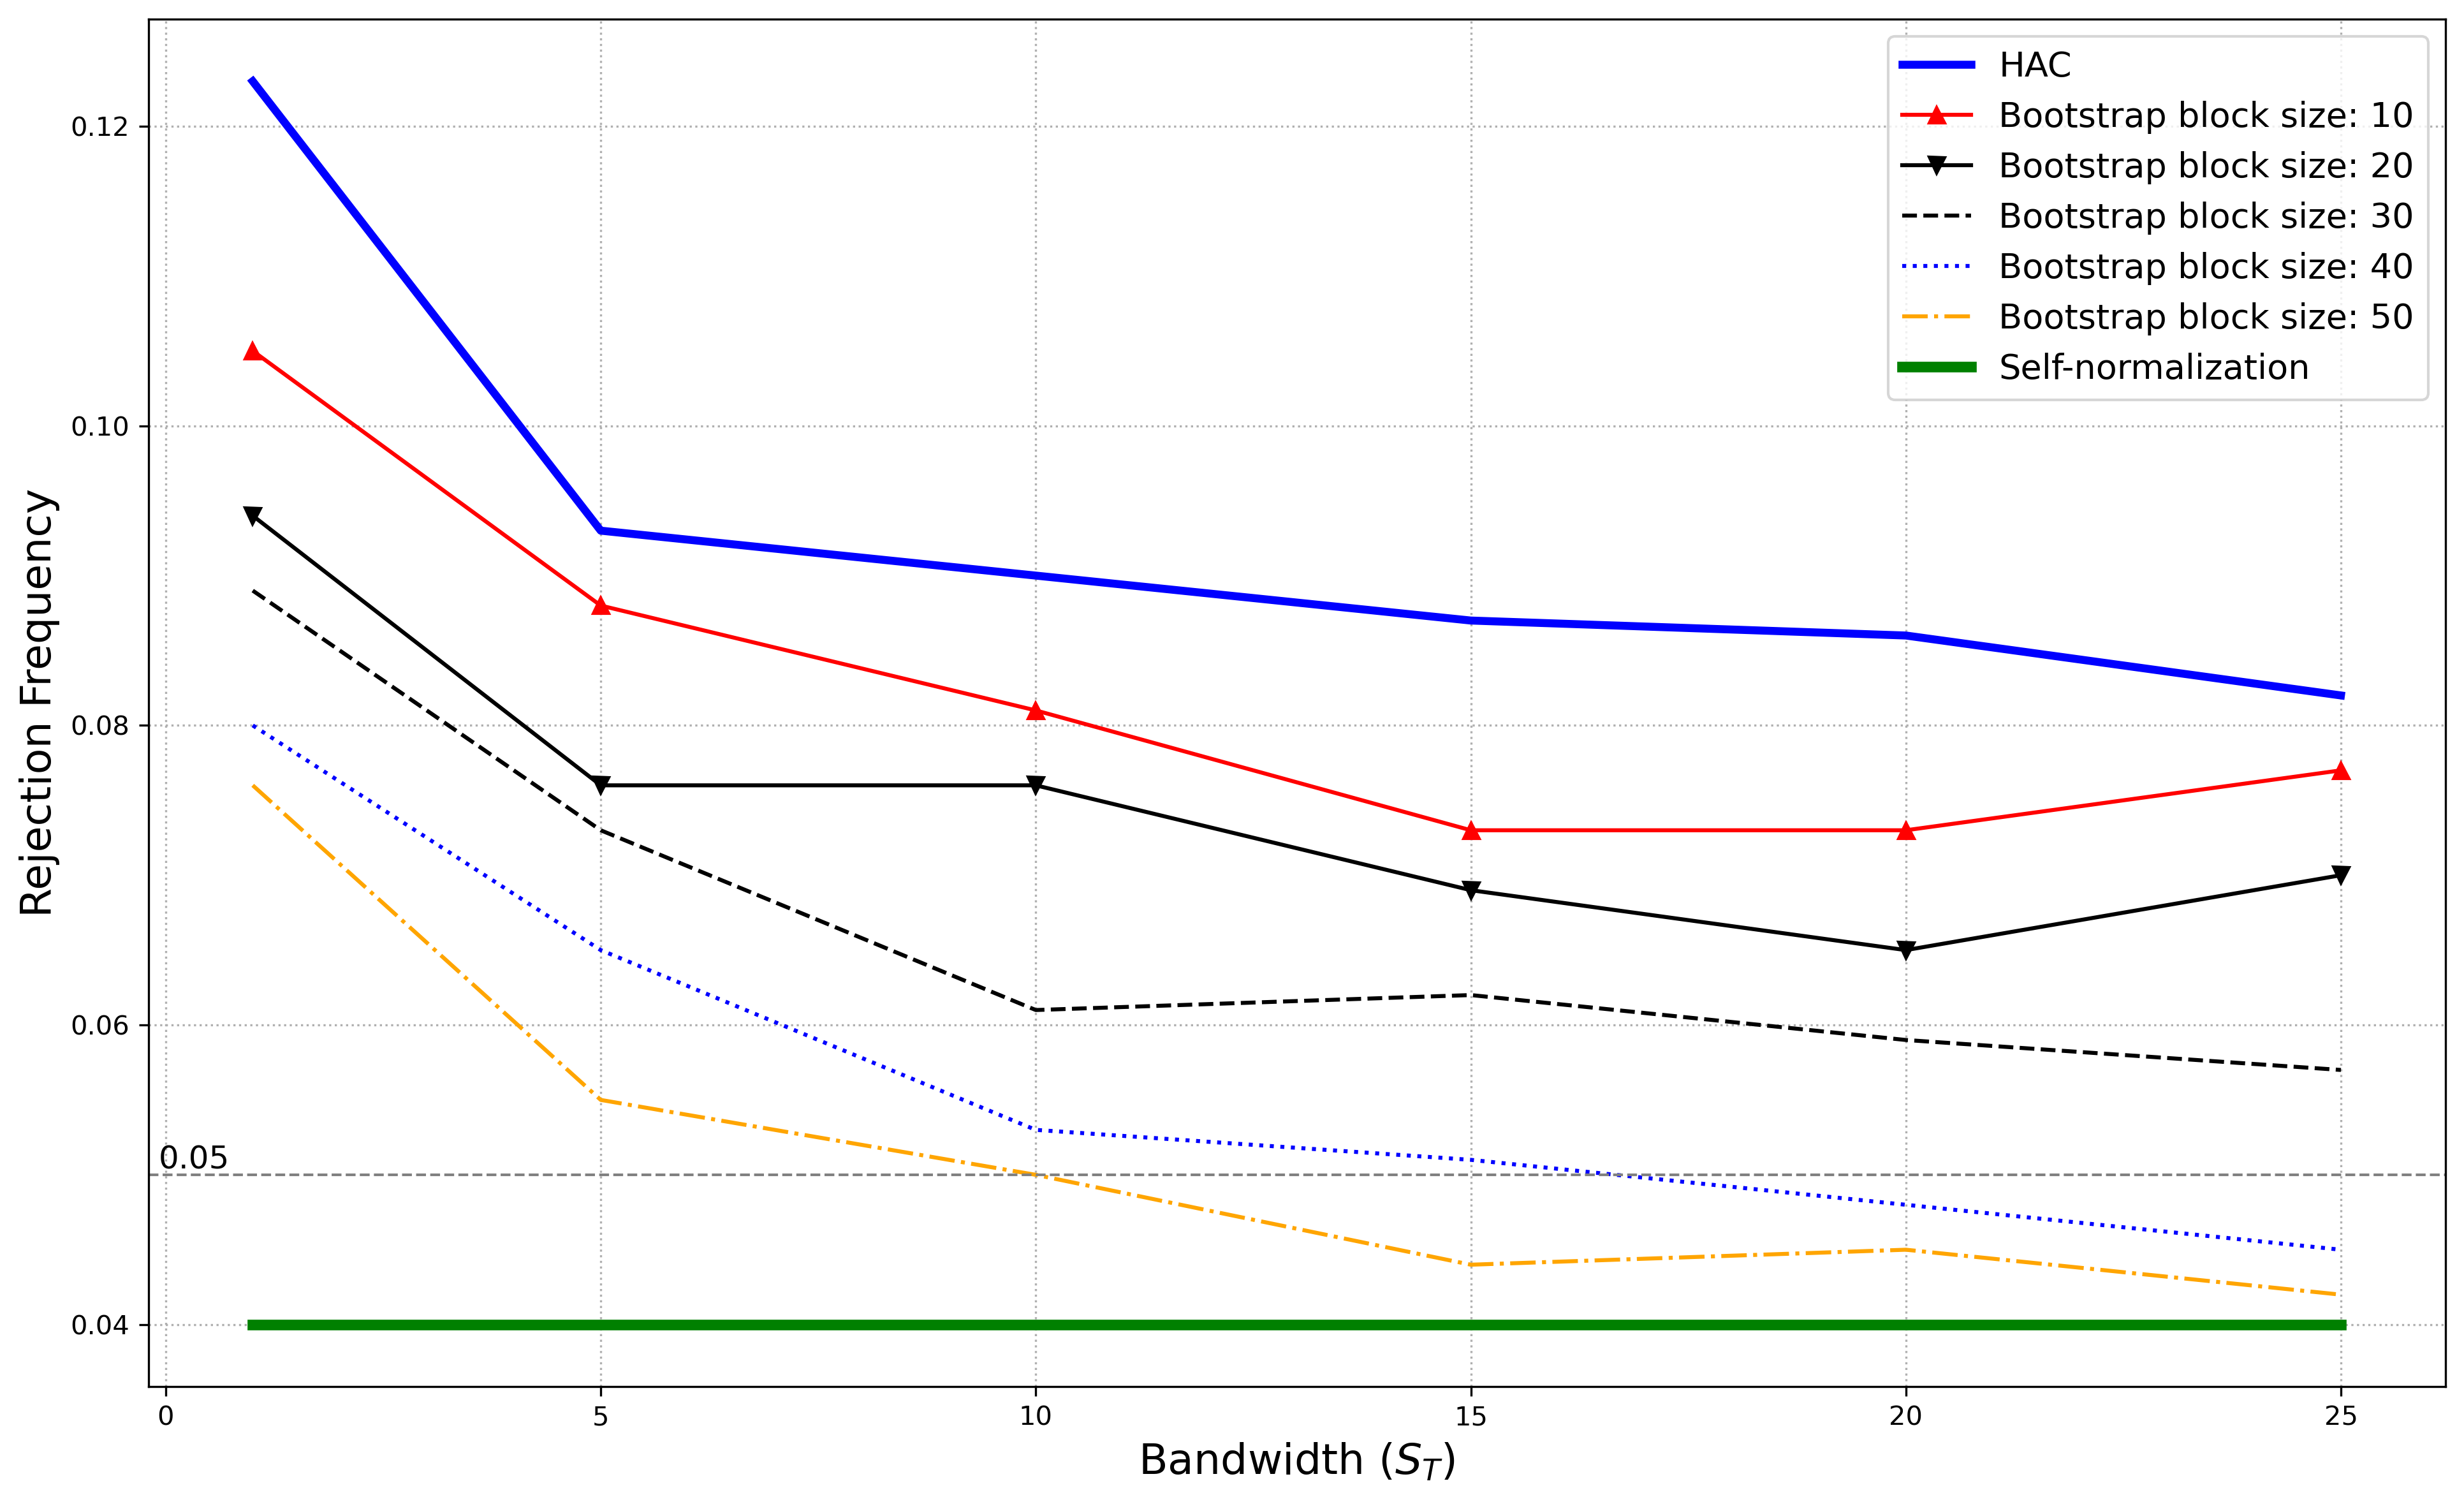 HAC
Bootstrap block size: 10
Bootstrap block size: 20
Bootstrap block size: 30
Bootstrap block size: 40
Bootstrap block size: 50
Self-normalization
Rejection Frequency
0.12
0.10
0.08
0.06
0.05
0.04
0 5 10 15 20 25
Bandwidth (S_T)